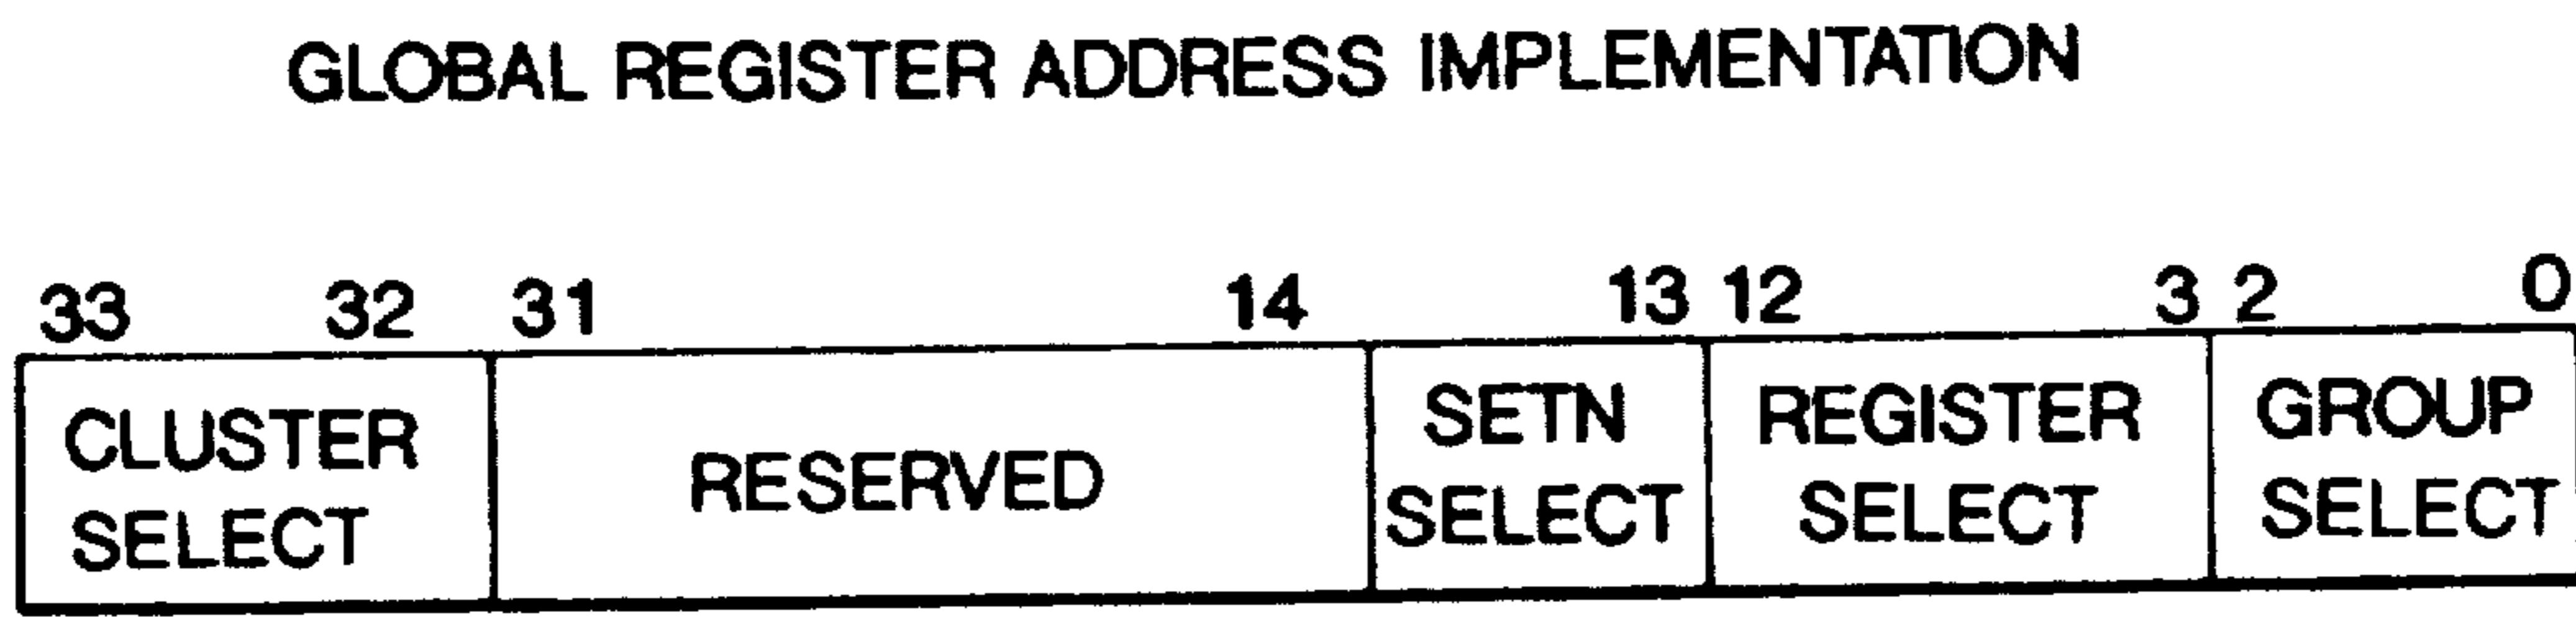 GLOBAL REGISTER ADDRESS IMPLEMENTATION
33 32 31 14 13 12 3 2 0
CLUSTER SELECT
RESERVED
SETN SELECT
REGISTER SELECT
GROUP SELECT